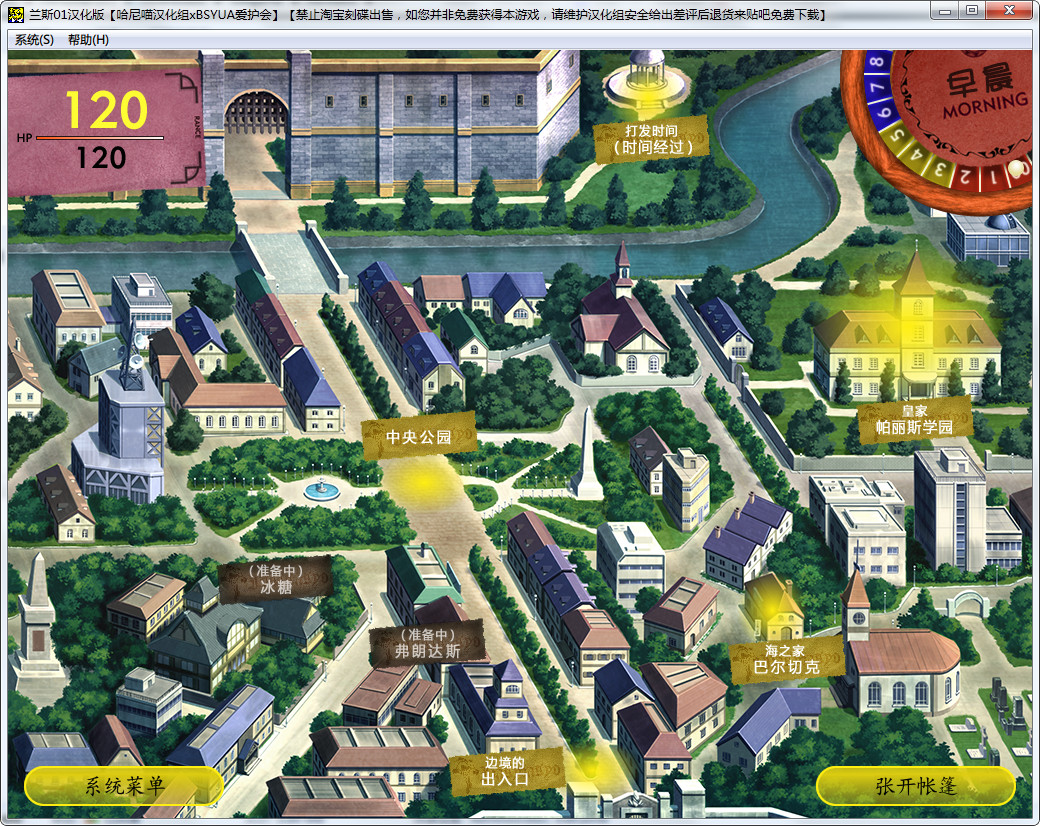 兰斯01汉化版【哈尼喵汉化组xBSYUA爱护会】【禁止淘宝刻碟出售，如您并非免费获得本游戏，请维护汉化组安全给出差评后退货来贴吧免费下载】
系统(S) 帮助(H)
120
HP
120
RANCE
打发时间
（时间经过）
早晨
MORNING
8 7 6 5 4 3 2 1 0
皇家
帕丽斯学园
中央公园
（准备中）
冰糖
（准备中）
弗朗达斯
海之家
巴尔切克
边境的
出入口
系统菜单
张开帐篷